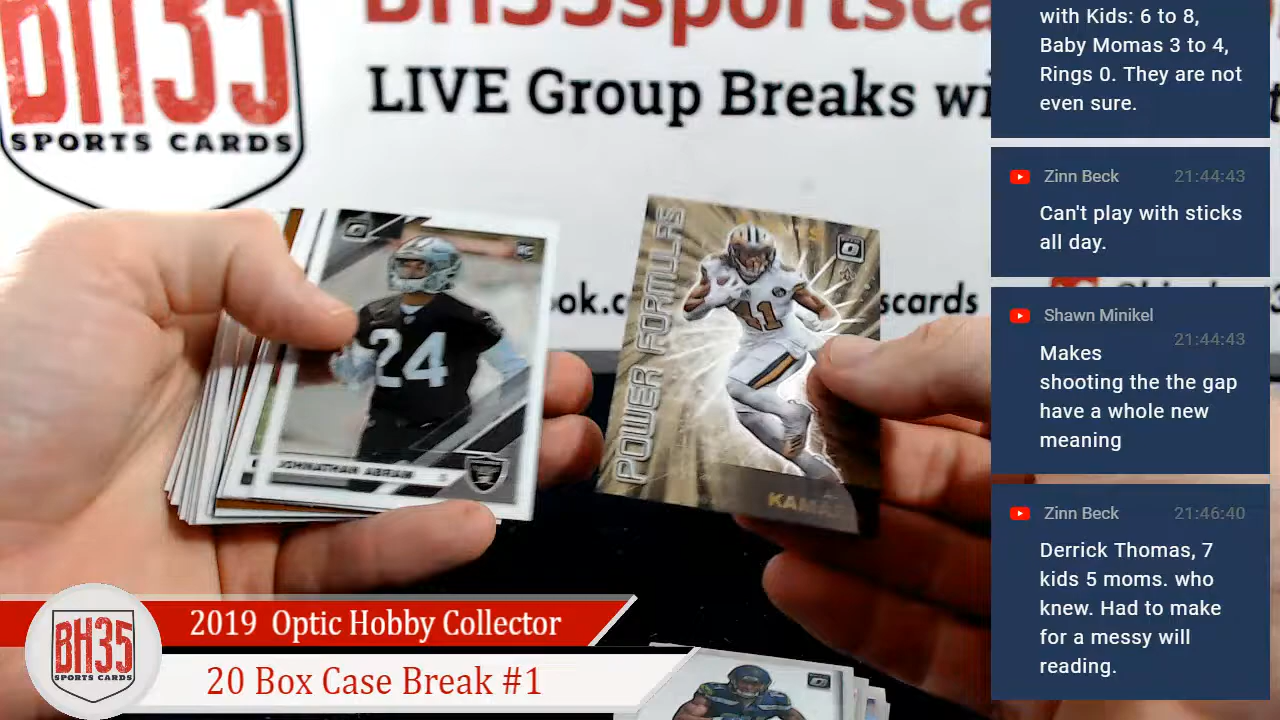 BH35sportsca
LIVE Group Breaks wi
BH35
SPORTS CARDS
ok.c
scards
RC
24
JOHNATHAN ABRAM
S
POWER FORMULAS
41
KAMAR
with Kids: 6 to 8,
Baby Momas 3 to 4,
Rings 0. They are not
even sure.
Zinn Beck 21:44:43
Can't play with sticks
all day.
Shawn Minikel
21:44:43
Makes
shooting the the gap
have a whole new
meaning
Zinn Beck 21:46:40
Derrick Thomas, 7
kids 5 moms. who
knew. Had to make
for a messy will
reading.
BH35
SPORTS CARDS
2019 Optic Hobby Collector
20 Box Case Break #1